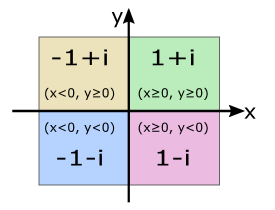 y
-1+i 1+i
(x<0, y≥0) (x≥0, y≥0)
x
(x<0, y<0) (x≥0, y<0)
-1-i 1-i